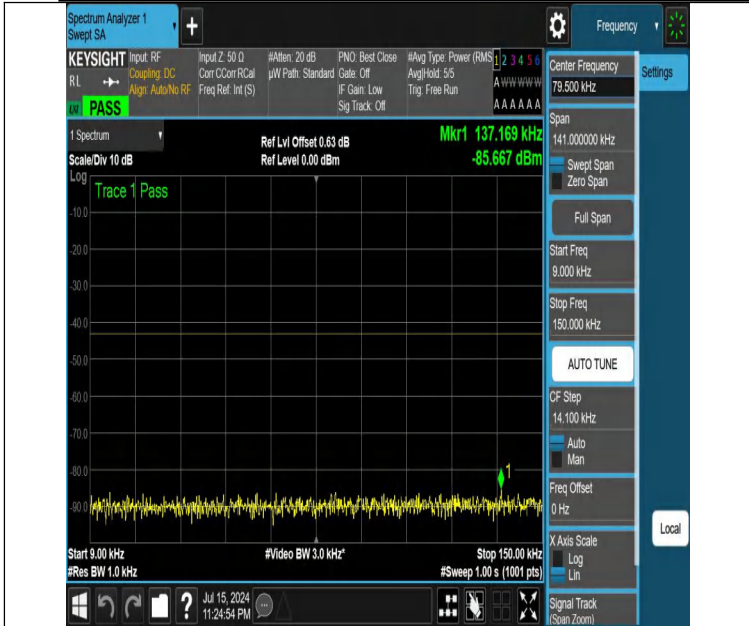 Spectrum Analyzer 1
Swept SA
+
Frequency
KEYSIGHT
RL
LXI PASS
Input: RF
Coupling: DC
Align: Auto/No RF
Input Z: 50 Ω
Corr CCorr RCal
Freq Ref: Int (S)
#Atten: 20 dB
µW Path: Standard
PNO: Best Close
Gate: Off
IF Gain: Low
Sig Track: Off
#Avg Type: Power (RMS
Avg|Hold: 5/5
Trig: Free Run
1 2 3 4 5 6
A W W W W W
A A A A A A
1 Spectrum
Scale/Div 10 dB
Ref Lvl Offset 0.63 dB
Ref Level 0.00 dBm
Mkr1 137.169 kHz
-85.667 dBm
Log
Trace 1 Pass
-10.0
-20.0
-30.0
-40.0
-50.0
-60.0
-70.0
-80.0
-90.0
1
Start 9.00 kHz
#Res BW 1.0 kHz
#Video BW 3.0 kHz*
Stop 150.00 kHz
#Sweep 1.00 s (1001 pts)
?
Jul 15, 2024
11:24:54 PM
Center Frequency
79.500 kHz
Span
141.000000 kHz
Swept Span
Zero Span
Full Span
Start Freq
9.000 kHz
Stop Freq
150.000 kHz
AUTO TUNE
CF Step
14.100 kHz
Auto
Man
Freq Offset
0 Hz
X Axis Scale
Log
Lin
Signal Track
(Span Zoom)
Settings
Local